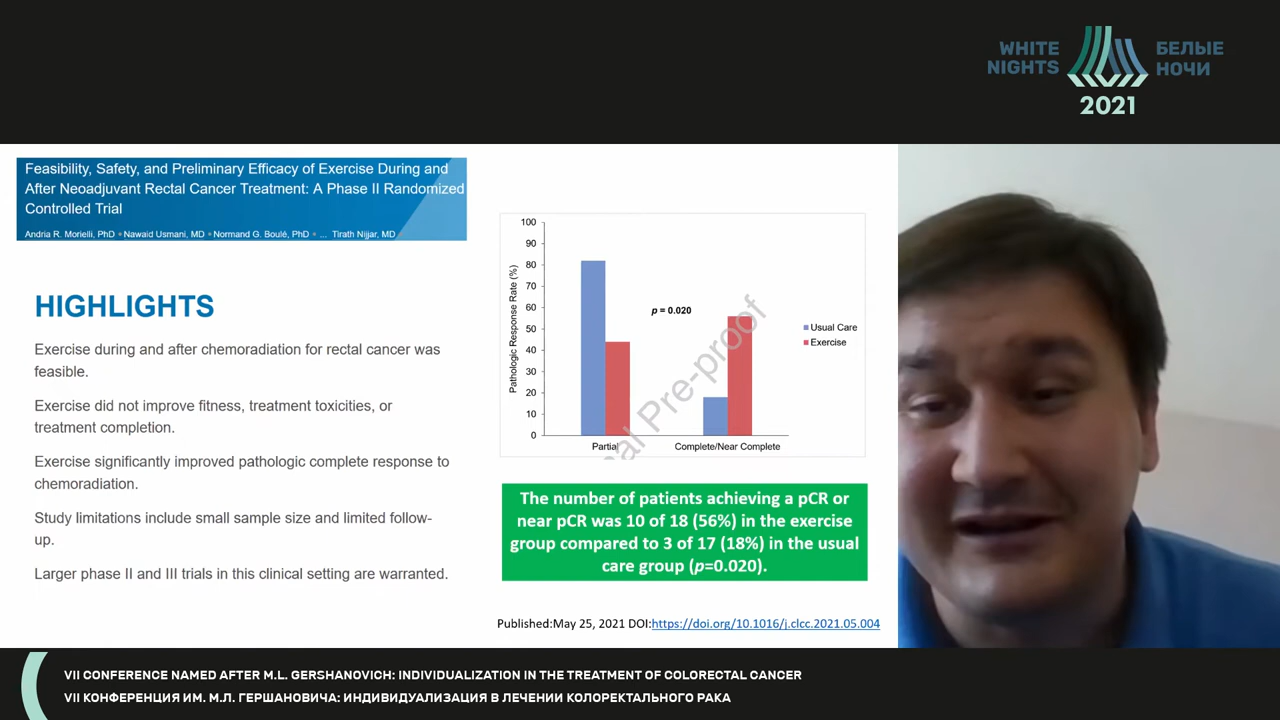 WHITE
NIGHTS
БЕЛЫЕ
НОЧИ
2021
Feasibility, Safety, and Preliminary Efficacy of Exercise During and
After Neoadjuvant Rectal Cancer Treatment: A Phase II Randomized
Controlled Trial
Andria R. Morielli, PhD • Nawaid Usmani, MD • Normand G. Boulé, PhD • ... Tirath Nijjar, MD
HIGHLIGHTS
Exercise during and after chemoradiation for rectal cancer was
feasible.
Exercise did not improve fitness, treatment toxicities, or
treatment completion.
Exercise significantly improved pathologic complete response to
chemoradiation.
Study limitations include small sample size and limited follow-
up.
Larger phase II and III trials in this clinical setting are warranted.
Pathologic Response Rate (%)
100
90
80
70
60
50
40
30
20
10
0
p = 0.020
Usual Care
Exercise
Partial
Complete/Near Complete
al Pre-proof
The number of patients achieving a pCR or
near pCR was 10 of 18 (56%) in the exercise
group compared to 3 of 17 (18%) in the usual
care group (p=0.020).
Published:May 25, 2021 DOI:https://doi.org/10.1016/j.clcc.2021.05.004
VII CONFERENCE NAMED AFTER M.L. GERSHANOVICH: INDIVIDUALIZATION IN THE TREATMENT OF COLORECTAL CANCER
VII КОНФЕРЕНЦИЯ ИМ. М.Л. ГЕРШАНОВИЧА: ИНДИВИДУАЛИЗАЦИЯ В ЛЕЧЕНИИ КОЛОРЕКТАЛЬНОГО РАКА